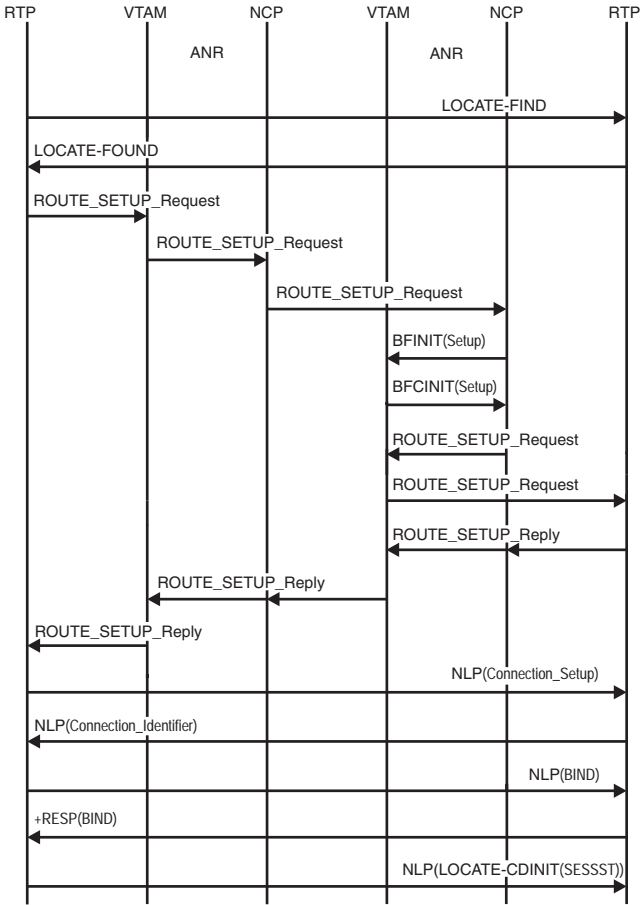 RTP VTAM NCP VTAM NCP RTP
ANR ANR
LOCATE-FIND
LOCATE-FOUND
ROUTE_SETUP_Request
ROUTE_SETUP_Request
ROUTE_SETUP_Request
BFINIT(Setup)
BFCINIT(Setup)
ROUTE_SETUP_Request
ROUTE_SETUP_Request
ROUTE_SETUP_Reply
ROUTE_SETUP_Reply
ROUTE_SETUP_Reply
NLP(Connection_Setup)
NLP(Connection_Identifier)
NLP(BIND)
+RESP(BIND)
NLP(LOCATE-CDINIT(SESSST))